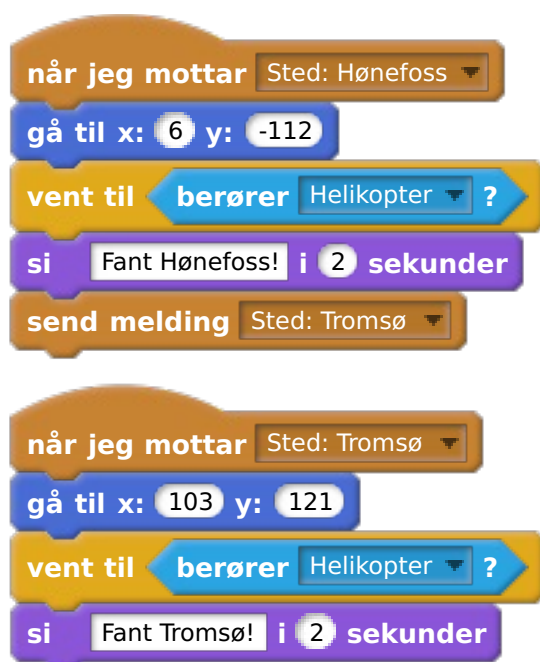 når jeg mottar Sted: Hønefoss
gå til x: 6 y: -112
vent til berører Helikopter ?
si Fant Hønefoss! i 2 sekunder
send melding Sted: Tromsø
når jeg mottar Sted: Tromsø
gå til x: 103 y: 121
vent til berører Helikopter ?
si Fant Tromsø! i 2 sekunder